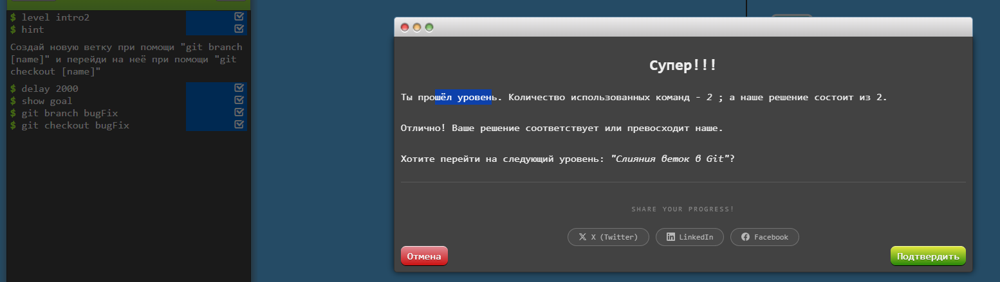 $ level intro2
$ hint
Создай новую ветку при помощи "git branch
[name]" и перейди на неё при помощи "git
checkout [name]"
$ delay 2000
$ show goal
$ git branch bugFix
$ git checkout bugFix
Супер!!!
Ты прошёл уровень. Количество использованных команд - 2 ; а наше решение состоит из 2.
Отлично! Ваше решение соответствует или превосходит наше.
Хотите перейти на следующий уровень: "Слияния веток в Git"?
SHARE YOUR PROGRESS!
X (Twitter)
LinkedIn
Facebook
Отмена
Подтвердить